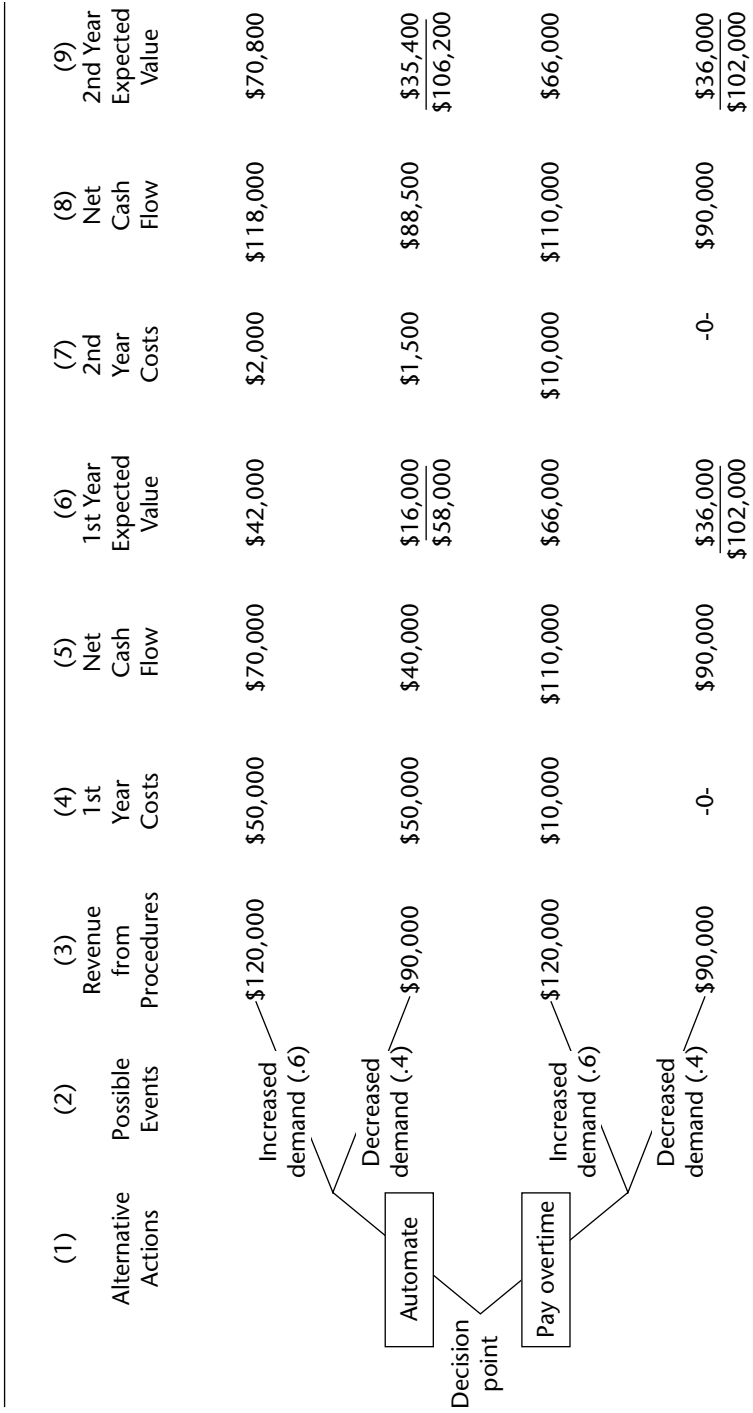 (1)
Alternative
Actions
(2)
Possible
Events
(3)
Revenue
from
Procedures
(4)
1st
Year
Costs
(5)
Net
Cash
Flow
(6)
1st Year
Expected
Value
(7)
2nd
Year
Costs
(8)
Net
Cash
Flow
(9)
2nd Year
Expected
Value
Decision
point
Automate
Increased
demand (.6)
$120,000
$50,000
$70,000
$42,000
$2,000
$118,000
$70,800
Decreased
demand (.4)
$90,000
$50,000
$40,000
$16,000
$58,000
$1,500
$88,500
$35,400
$106,200
Pay overtime
Increased
demand (.6)
$120,000
$10,000
$110,000
$66,000
$10,000
$110,000
$66,000
Decreased
demand (.4)
$90,000
-0-
$90,000
$36,000
$102,000
-0-
$90,000
$36,000
$102,000